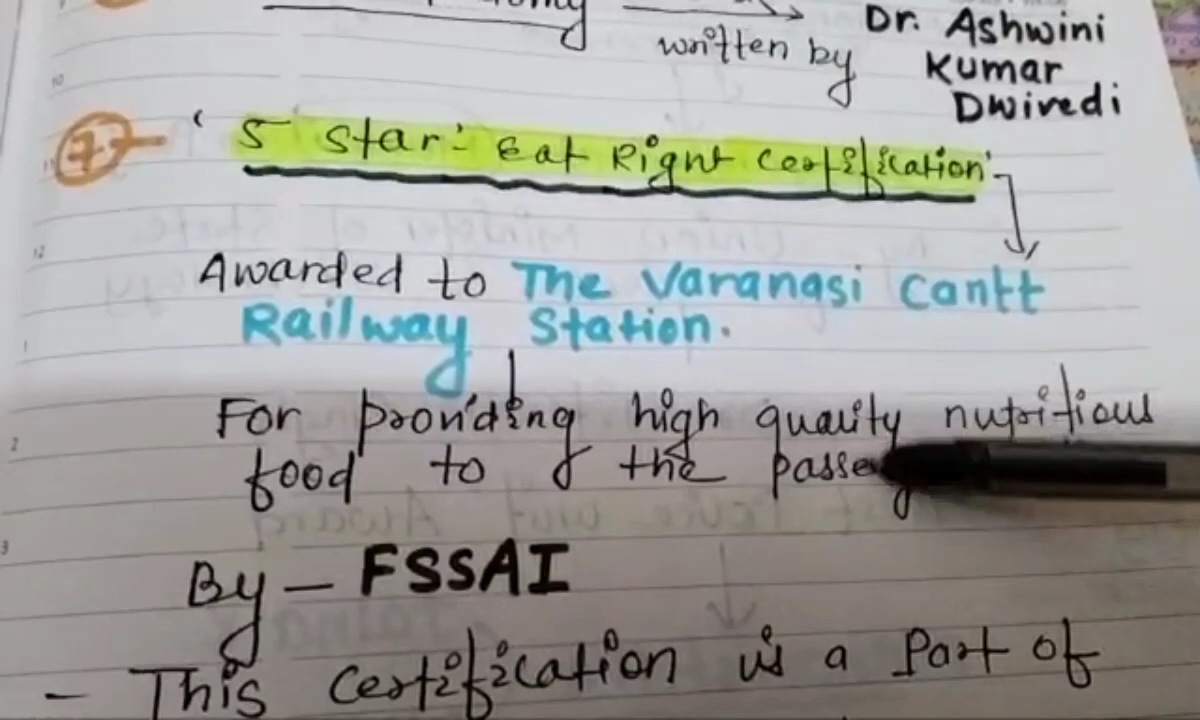 written by
Dr. Ashwini
Kumar
Dwivedi
7
'5 Star' Eat Right Certification'
Awarded to The Varanasi Cantt
Railway Station.
For providing high quality nutritious
food to the
By - FSSAI
- This Certification is a Part of